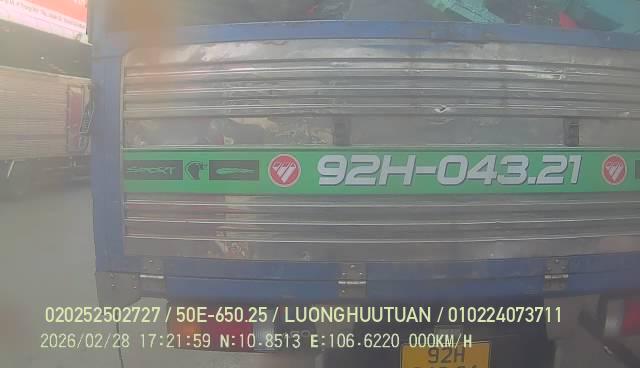 SPORT 92H-043.21
020252502727 / 50E-650.25 / LUONGHUUTUAN / 010224073711
2026/02/28 17:21:59 N:10.8513 E:106.6220 000KM/H
92H